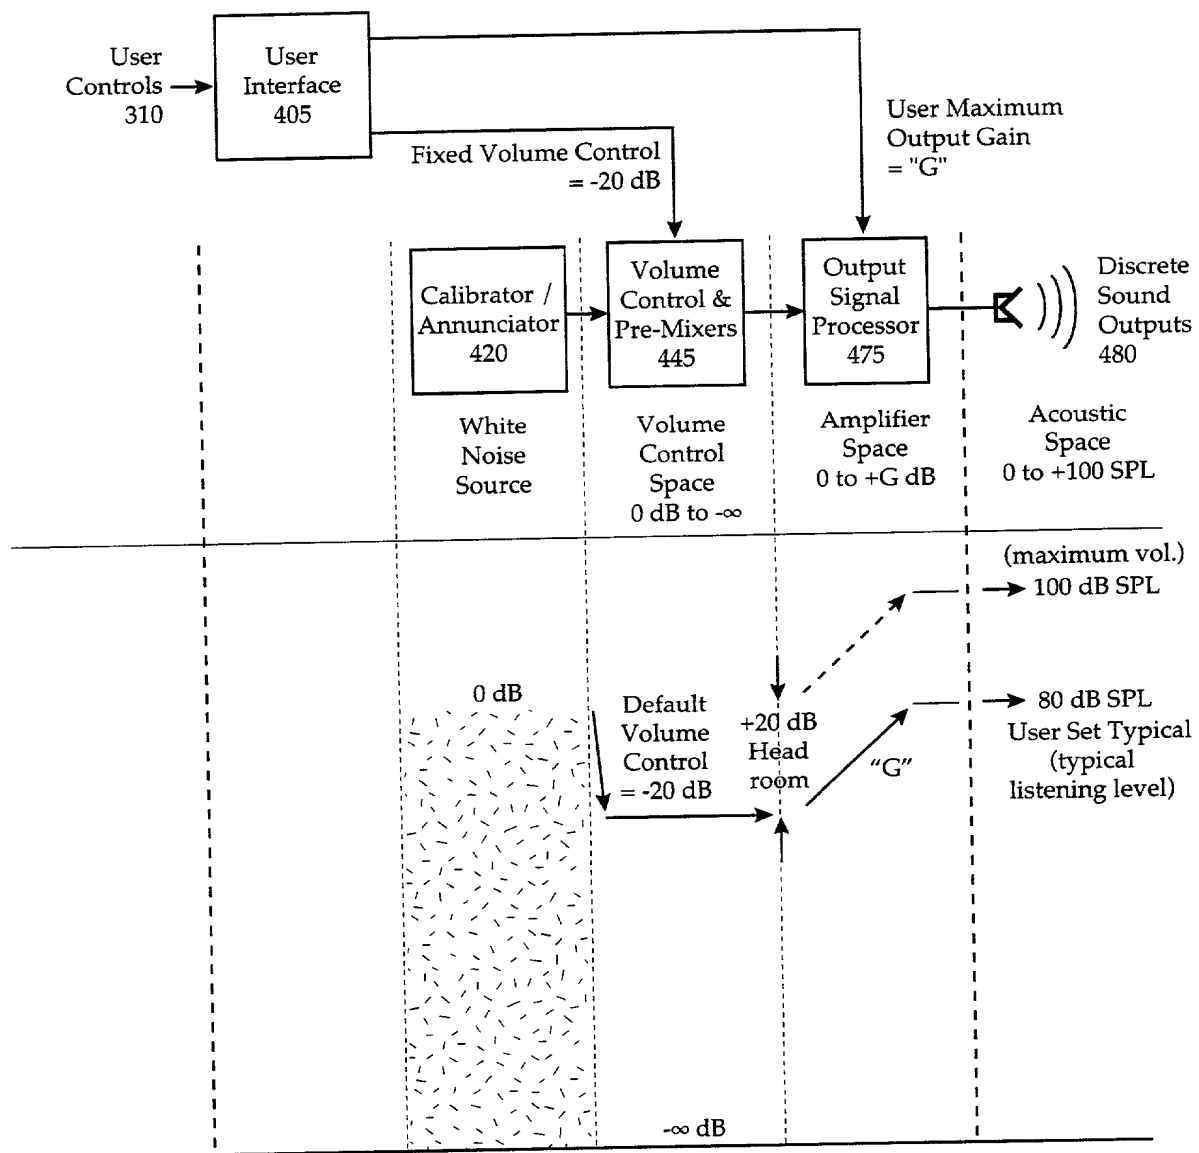 User
Controls
310
User
Interface
405
Fixed Volume Control
= -20 dB
User Maximum
Output Gain
= "G"
Calibrator /
Annunciator
420
Volume
Control &
Pre-Mixers
445
Output
Signal
Processor
475
Discrete
Sound
Outputs
480
White
Noise
Source
Volume
Control
Space
0 dB to -∞
Amplifier
Space
0 to +G dB
Acoustic
Space
0 to +100 SPL
(maximum vol.)
100 dB SPL
0 dB
Default
Volume
Control
= -20 dB
+20 dB
Head
room
“G”
80 dB SPL
User Set Typical
(typical
listening level)
-∞ dB